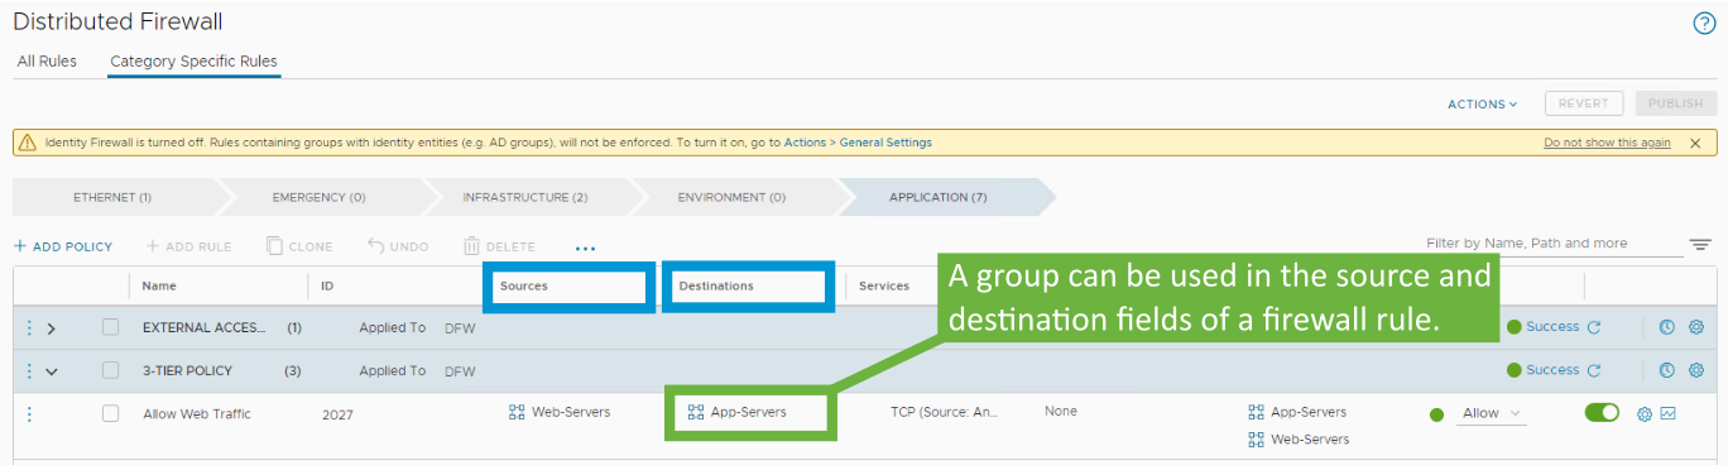 Distributed Firewall
All Rules Category Specific Rules
ACTIONS REVERT PUBLISH
Identity Firewall is turned off. Rules containing groups with identity entities (e.g. AD groups), will not be enforced. To turn it on, go to Actions > General Settings Do not show this again
ETHERNET (1) EMERGENCY (0) INFRASTRUCTURE (2) ENVIRONMENT (0) APPLICATION (7)
+ ADD POLICY + ADD RULE CLONE UNDO DELETE ... Filter by Name, Path and more
Name ID Sources Destinations Services
A group can be used in the source and
destination fields of a firewall rule.
EXTERNAL ACCES... (1) Applied To DFW Success
3-TIER POLICY (3) Applied To DFW Success
Allow Web Traffic 2027 Web-Servers App-Servers TCP (Source: An... None App-Servers Allow
Web-Servers